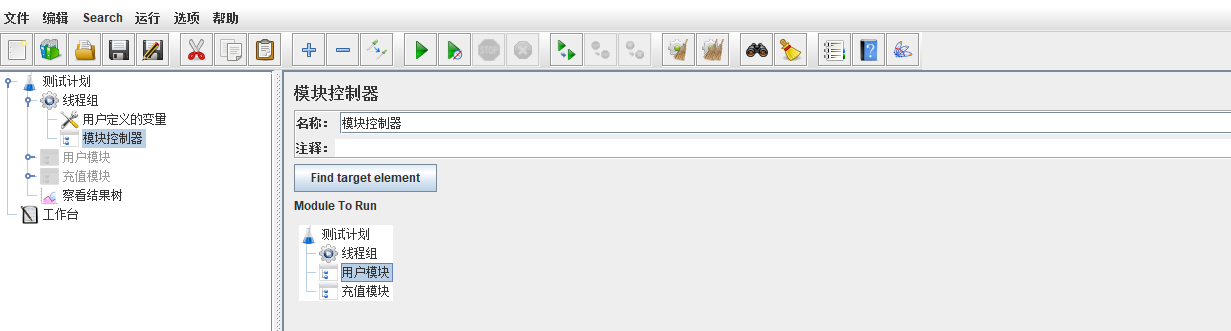 文件 编辑 Search 运行 选项 帮助
STOP
测试计划
线程组
用户定义的变量
模块控制器
用户模块
充值模块
察看结果树
工作台
模块控制器
名称： 模块控制器
注释：
Find target element
Module To Run
测试计划
线程组
用户模块
充值模块